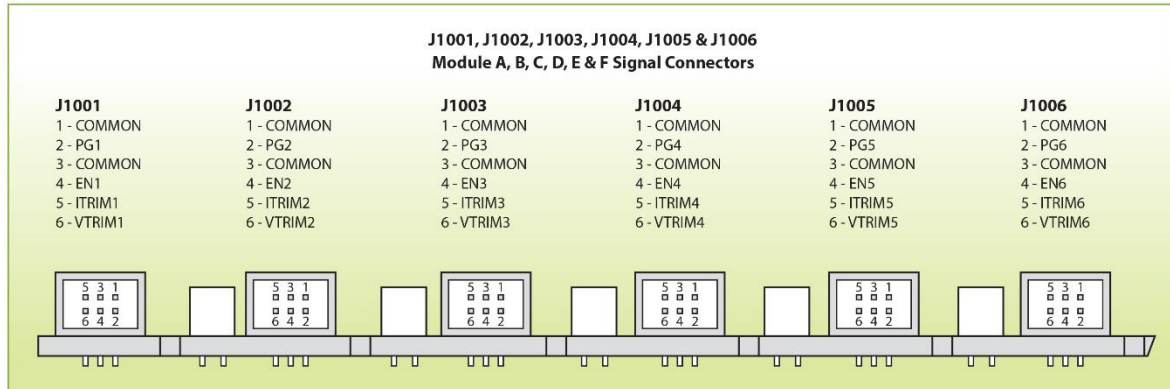 J1001, J1002, J1003, J1004, J1005 & J1006
Module A, B, C, D, E & F Signal Connectors
J1001
1 - COMMON
2 - PG1
3 - COMMON
4 - EN1
5 - ITRIM1
6 - VTRIM1
J1002
1 - COMMON
2 - PG2
3 - COMMON
4 - EN2
5 - ITRIM2
6 - VTRIM2
J1003
1 - COMMON
2 - PG3
3 - COMMON
4 - EN3
5 - ITRIM3
6 - VTRIM3
J1004
1 - COMMON
2 - PG4
3 - COMMON
4 - EN4
5 - ITRIM4
6 - VTRIM4
J1005
1 - COMMON
2 - PG5
3 - COMMON
4 - EN5
5 - ITRIM5
6 - VTRIM5
J1006
1 - COMMON
2 - PG6
3 - COMMON
4 - EN6
5 - ITRIM6
6 - VTRIM6
5 3 1
6 4 2
5 3 1
6 4 2
5 3 1
6 4 2
5 3 1
6 4 2
5 3 1
6 4 2
5 3 1
6 4 2